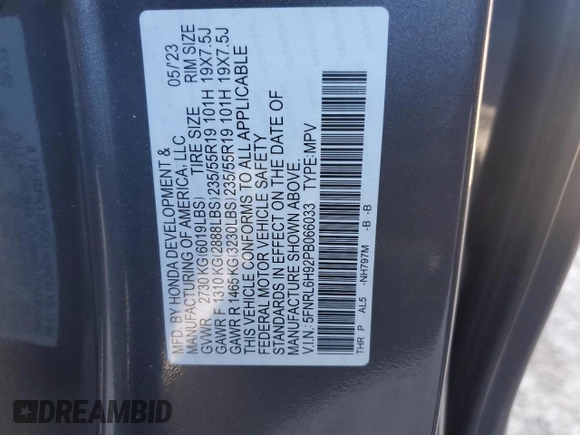 MFD. BY HONDA DEVELOPMENT &
MANUFACTURING OF AMERICA, LLC 05/'23
TIRE SIZE RIM SIZE
GVWR 2730 KG(6019LBS)
GAWR F 1310 KG(2888LBS) 235/55R19 101H 19X7.5J
GAWR R 1465 KG(3230LBS) 235/55R19 101H 19X7.5J
THIS VEHICLE CONFORMS TO ALL APPLICABLE
FEDERAL MOTOR VEHICLE SAFETY
STANDARDS IN EFFECT ON THE DATE OF
MANUFACTURE SHOWN ABOVE.
V.I.N.: 5FNRL6H92PB066033 TYPE:MPV
THR P AL5 -NH797M -B -B
DREAMBID